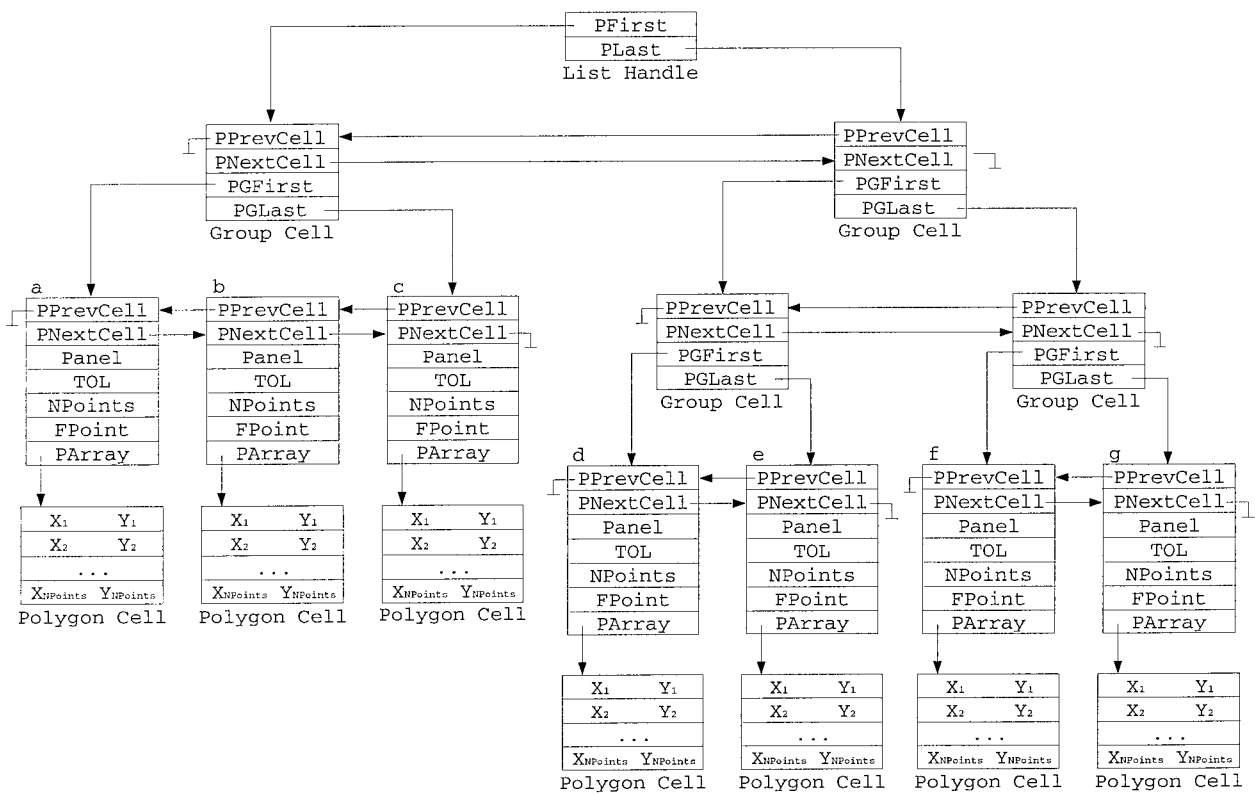 PFirst
PLast
List Handle
PPrevCell
PNextCell
PGFirst
PGLast
Group Cell
PPrevCell
PNextCell
PGFirst
PGLast
Group Cell
a
PPrevCell
PNextCell
Panel
TOL
NPoints
FPoint
PArray
X1 Y1
X2 Y2
...
XNPoints YNPoints
Polygon Cell
b
PPrevCell
PNextCell
Panel
TOL
NPoints
FPoint
PArray
X1 Y1
X2 Y2
...
XNPoints YNPoints
Polygon Cell
c
PPrevCell
PNextCell
Panel
TOL
NPoints
FPoint
PArray
X1 Y1
X2 Y2
...
XNPoints YNPoints
Polygon Cell
PPrevCell
PNextCell
PGFirst
PGLast
Group Cell
PPrevCell
PNextCell
PGFirst
PGLast
Group Cell
d
PPrevCell
PNextCell
Panel
TOL
NPoints
FPoint
PArray
X1 Y1
X2 Y2
...
XNPoints YNPoints
Polygon Cell
e
PPrevCell
PNextCell
Panel
TOL
NPoints
FPoint
PArray
X1 Y1
X2 Y2
...
XNPoints YNPoints
Polygon Cell
f
PPrevCell
PNextCell
Panel
TOL
NPoints
FPoint
PArray
X1 Y1
X2 Y2
...
XNPoints YNPoints
Polygon Cell
g
PPrevCell
PNextCell
Panel
TOL
NPoints
FPoint
PArray
X1 Y1
X2 Y2
...
XNPoints YNPoints
Polygon Cell